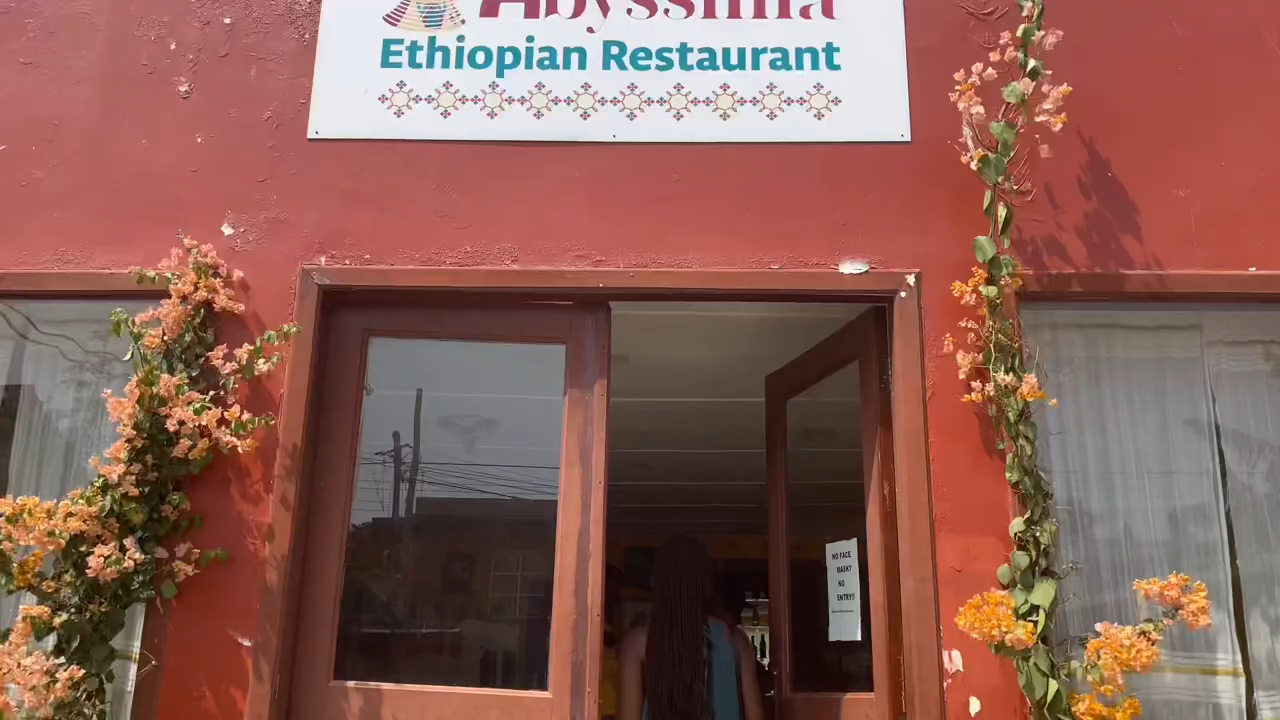 Abyssinia
Ethiopian Restaurant
NO FACE
MASK?
NO
ENTRY!!